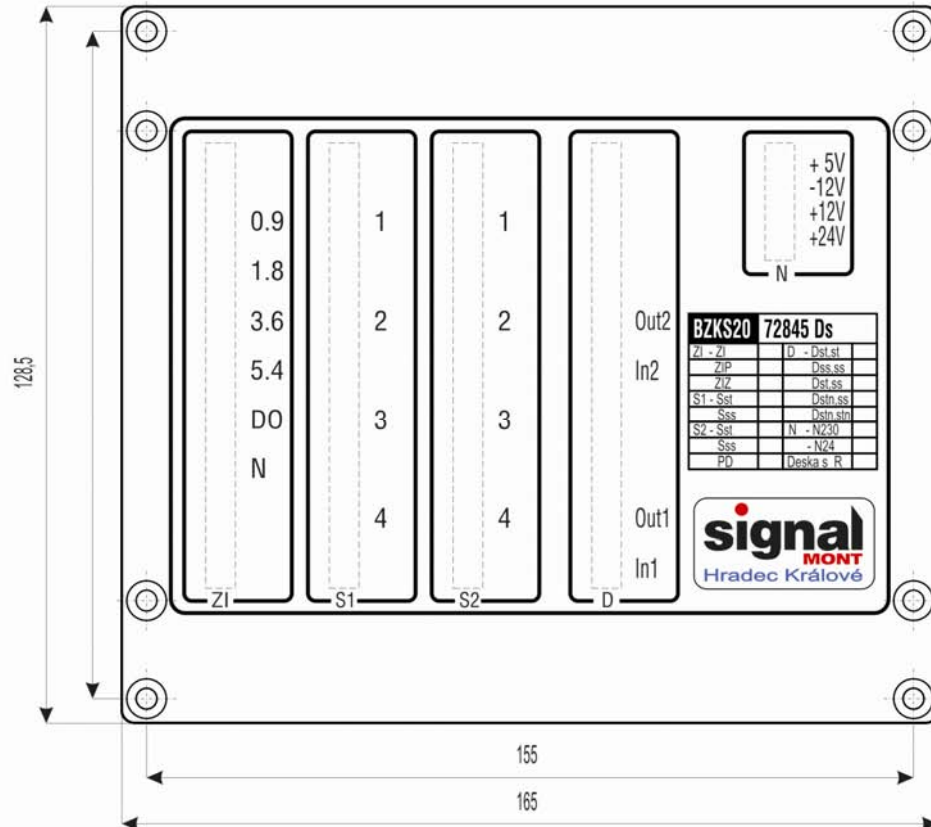 128,5
0.9
1.8
3.6
5.4
DO
N
ZI
1
2
3
4
S1
1
2
3
4
S2
Out2
In2
Out1
In1
D
+ 5V
-12V
+12V
+24V
N
BZKS20 72845 Ds
ZI - ZI D - Dst,st
ZIP Dss,ss
ZIZ Dst,ss
S1 - Sst Dstn,ss
Sss Dstn,stn
S2 - Sst N - N230
Sss - N24
PD Deska s R
signal
MONT
Hradec Králové
155
165